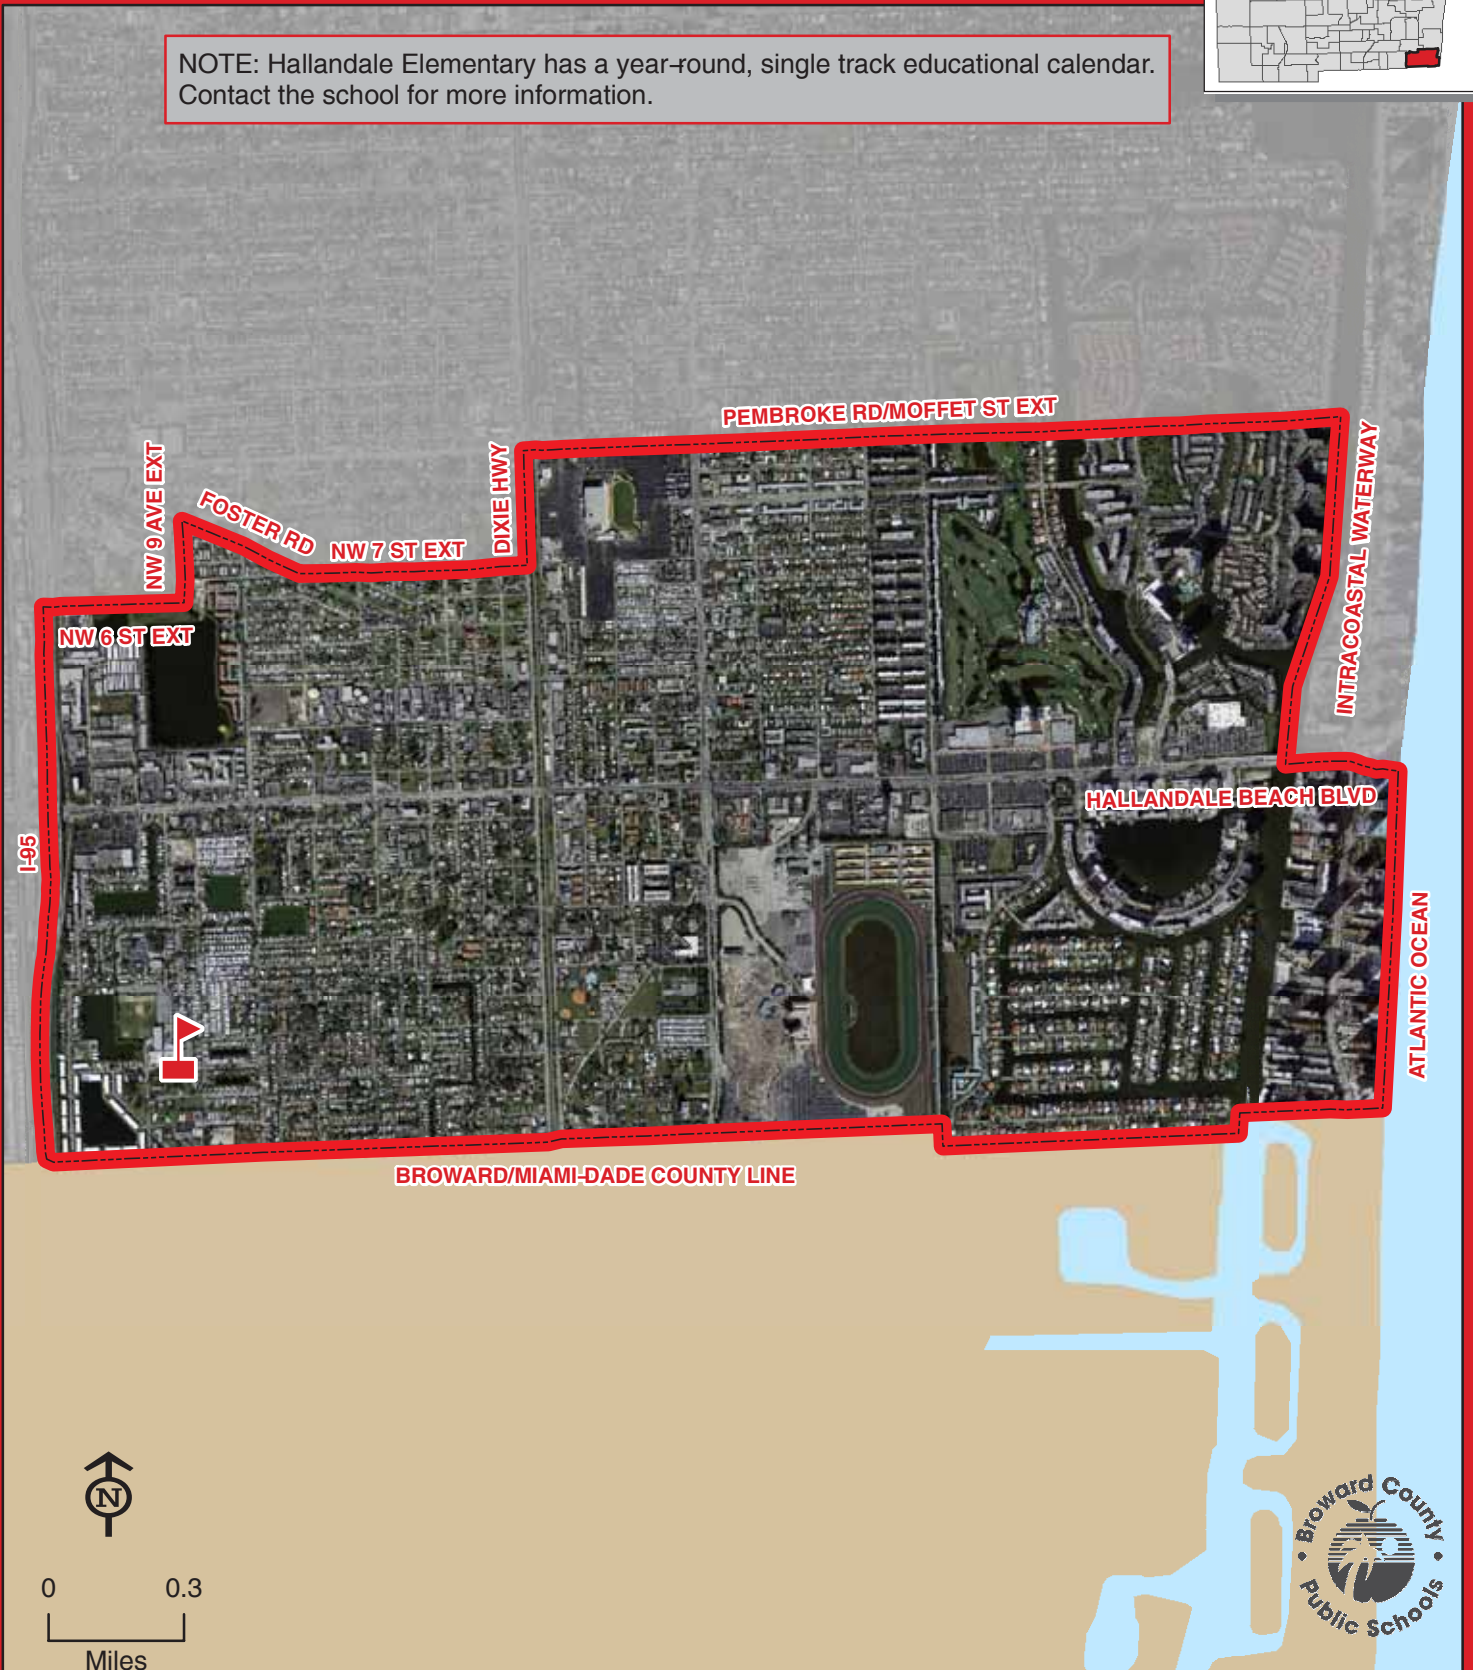 NOTE: Hallandale Elementary has a year-round, single track educational calendar.
Contact the school for more information.
PEMBROKE RD/MOFFET ST EXT
NW 9 AVE EXT
FOSTER RD
NW 7 ST EXT
DIXIE HWY
INTRACOASTAL WATERWAY
NW 6 ST EXT
HALLANDALE BEACH BLVD
I-95
ATLANTIC OCEAN
BROWARD/MIAMI-DADE COUNTY LINE
N
0 0.3
Miles
Broward County
Public Schools